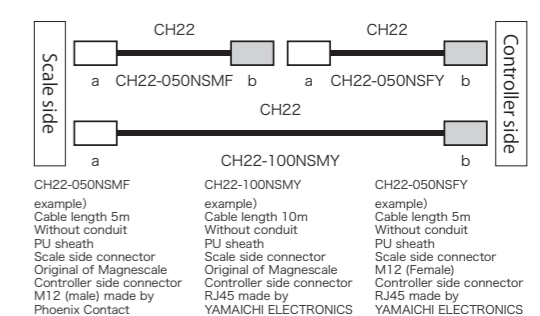 Scale side
Controller side
CH22
CH22
a
CH22-050NSMF
b
a
CH22-050NSFY
b
CH22
a
CH22-100NSMY
b
CH22-050NSMF
example)
Cable length 5m
Without conduit
PU sheath
Scale side connector
Original of Magnescale
Controller side connector
M12 (male) made by
Phoenix Contact
CH22-100NSMY
example)
Cable length 10m
Without conduit
PU sheath
Scale side connector
Original of Magnescale
Controller side connector
RJ45 made by
YAMAICHI ELECTRONICS
CH22-050NSFY
example)
Cable length 5m
Without conduit
PU sheath
Scale side connector
M12 (Female)
Controller side connector
RJ45 made by
YAMAICHI ELECTRONICS